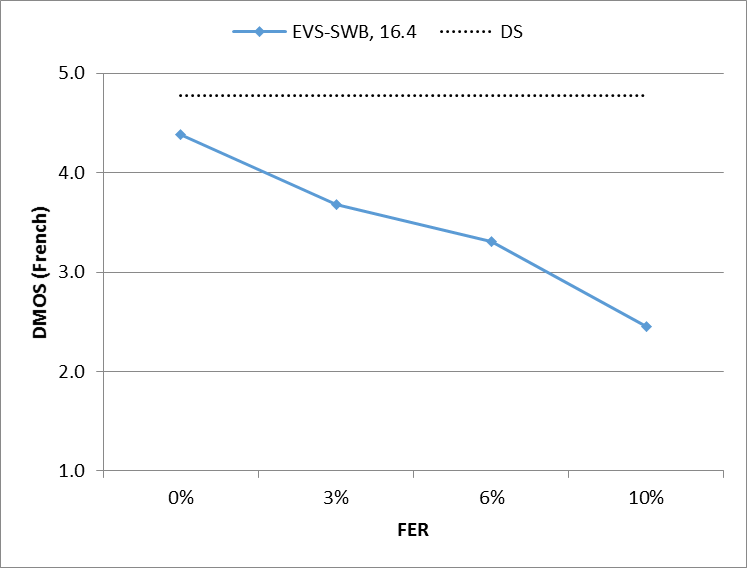 EVS-SWB, 16.4 DS
5.0
4.0
3.0
2.0
1.0
DMOS (French)
0% 3% 6% 10%
FER